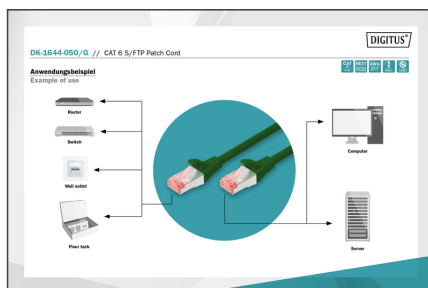 DIGITUS®
DK-1644-050/G // CAT 6 S/FTP Patch Cord
Anwendungsbeispiel
Example of use
Router
Switch
Wall outlet
Floor tank
Computer
Server